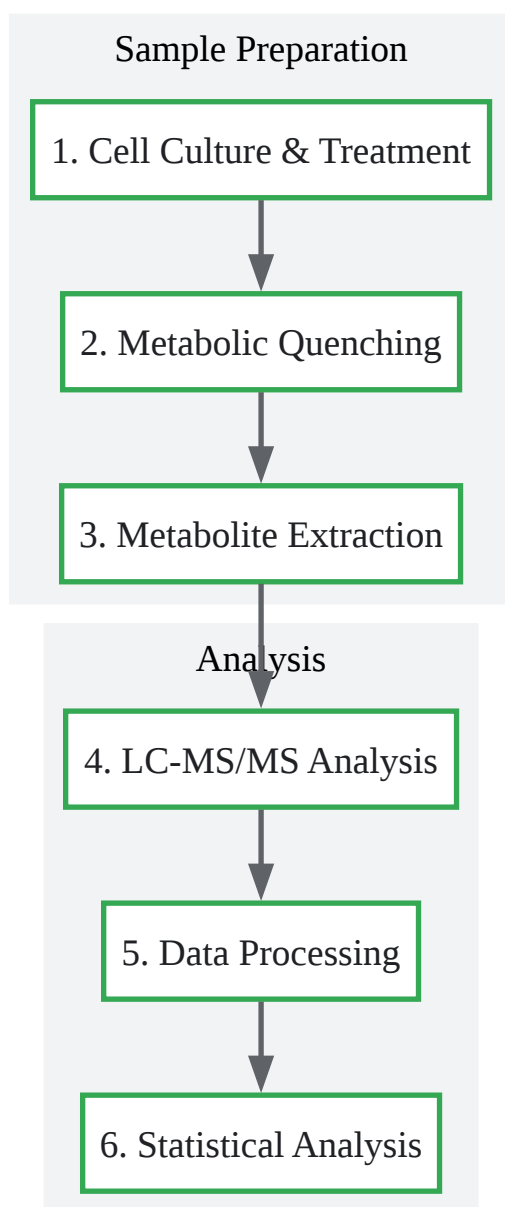 Sample Preparation
1. Cell Culture & Treatment
2. Metabolic Quenching
3. Metabolite Extraction
Analysis
4. LC-MS/MS Analysis
5. Data Processing
6. Statistical Analysis